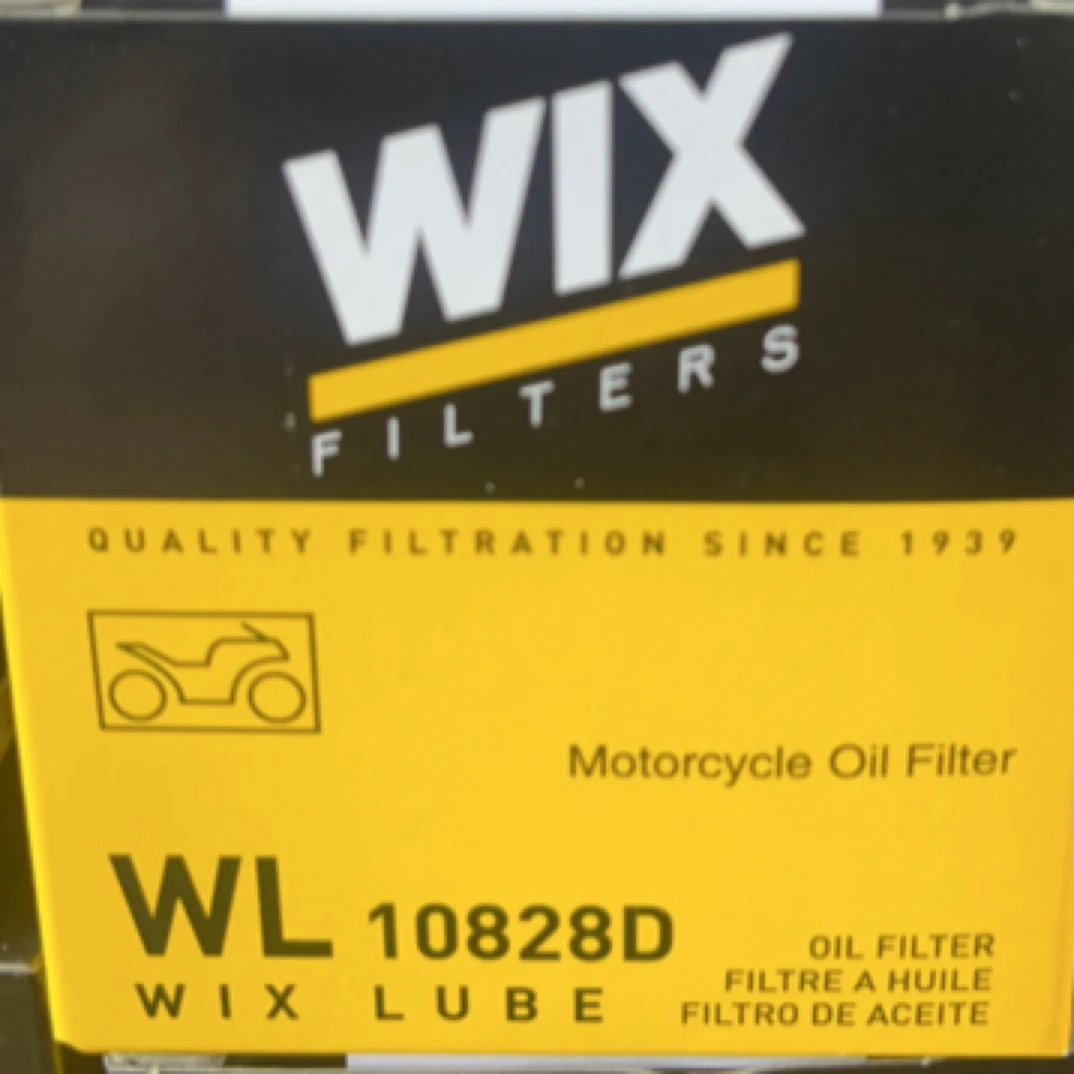 WIX
FILTERS
QUALITY FILTRATION SINCE 1939
Motorcycle Oil Filter
WL 10828D
WIX LUBE
OIL FILTER
FILTRE A HUILE
FILTRO DE ACEITE